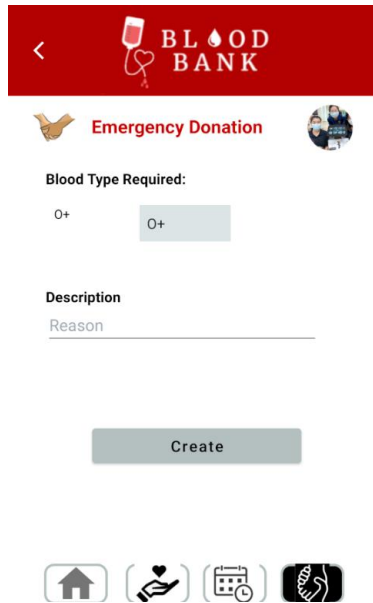 BLOOD
BANK
Emergency Donation
Blood Type Required:
O+
O+
Description
Reason
Create